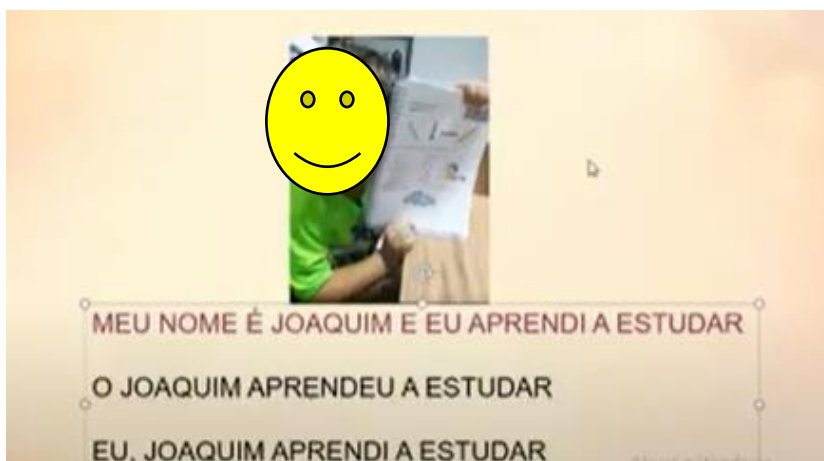 MEU NOME É JOAQUIM E EU APRENDI A ESTUDAR
O JOAQUIM APRENDEU A ESTUDAR
EU, JOAQUIM APRENDI A ESTUDAR